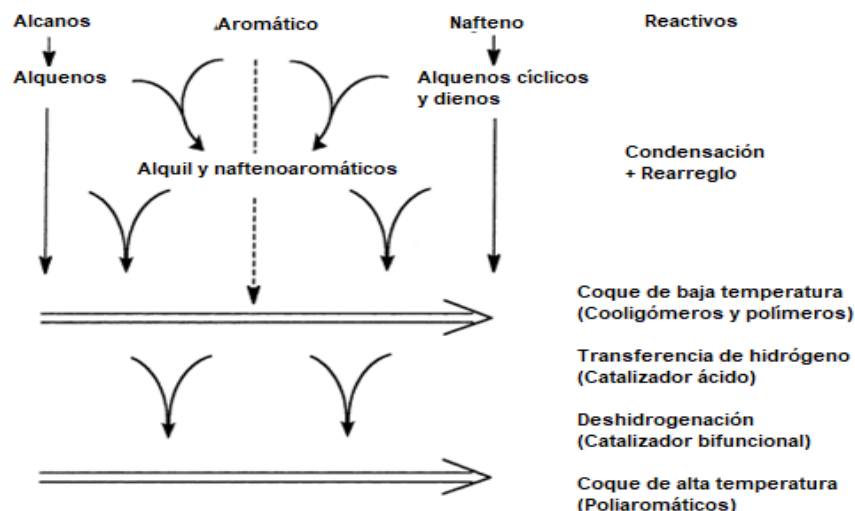 Alcanos Aromático Nafteno Reactivos
Alquenos Alquenos cíclicos
y dienos
Alquil y naftenoaromáticos Condensación
+ Rearreglo
Coque de baja temperatura
(Cooligómeros y polímeros)
Transferencia de hidrógeno
(Catalizador ácido)
Deshidrogenación
(Catalizador bifuncional)
Coque de alta temperatura
(Poliaromáticos)